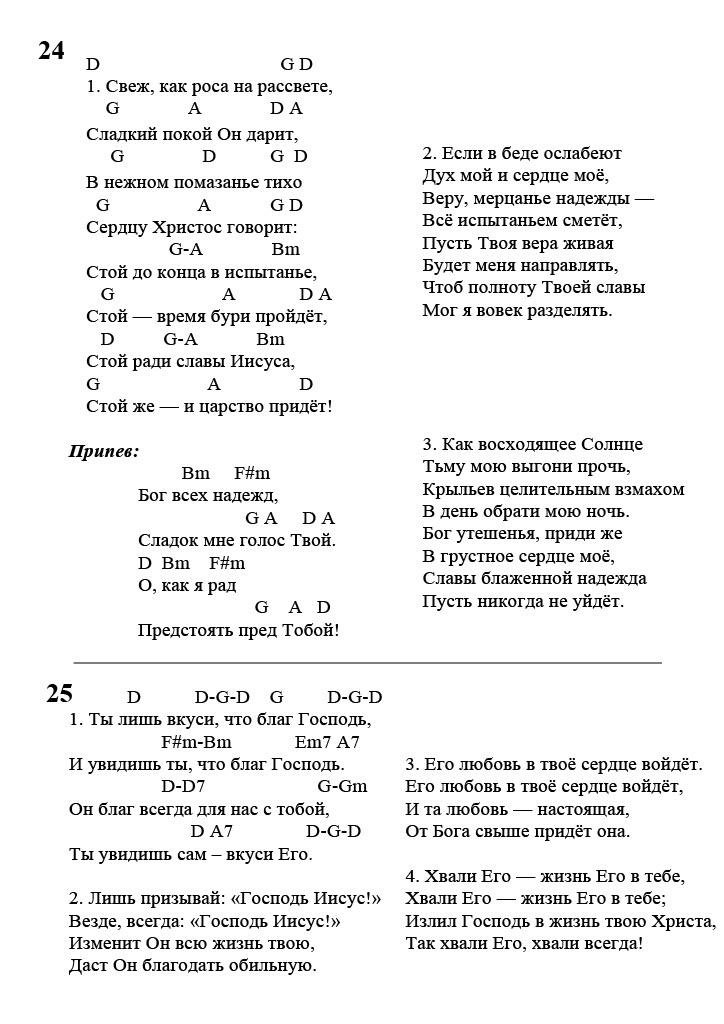 24
D G D
1. Свеж, как роса на рассвете,
G A D A
Сладкий покой Он дарит,
G D G D
В нежном помазанье тихо
G A G D
Сердцу Христос говорит:
G-A Bm
Стой до конца в испытанье,
G A D A
Стой — время бури пройдёт,
D G-A Bm
Стой ради славы Иисуса,
G A D
Стой же — и царство придёт!
Припев:
Bm F#m
Бог всех надежд,
G A D A
Сладок мне голос Твой.
D Bm F#m
О, как я рад
G A D
Предстоять пред Тобой!
2. Если в беде ослабеют
Дух мой и сердце моё,
Веру, мерцанье надежды —
Всё испытаньем сметёт,
Пусть Твоя вера живая
Будет меня направлять,
Чтоб полноту Твоей славы
Мог я вовек разделять.
3. Как восходящее Солнце
Тьму мою выгони прочь,
Крыльев целительным взмахом
В день обрати мою ночь.
Бог утешенья, приди же
В грустное сердце моё,
Славы блаженной надежда
Пусть никогда не уйдёт.
25
D D-G-D G D-G-D
1. Ты лишь вкуси, что благ Господь,
F#m-Bm Em7 A7
И увидишь ты, что благ Господь.
D-D7 G-Gm
Он благ всегда для нас с тобой,
D A7 D-G-D
Ты увидишь сам – вкуси Его.
2. Лишь призывай: «Господь Иисус!»
Везде, всегда: «Господь Иисус!»
Изменит Он всю жизнь твою,
Даст Он благодать обильную.
3. Его любовь в твоё сердце войдёт.
Его любовь в твоё сердце войдёт,
И та любовь — настоящая,
От Бога свыше придёт она.
4. Хвали Его — жизнь Его в тебе,
Хвали Его — жизнь Его в тебе;
Излил Господь в жизнь твою Христа,
Так хвали Его, хвали всегда!